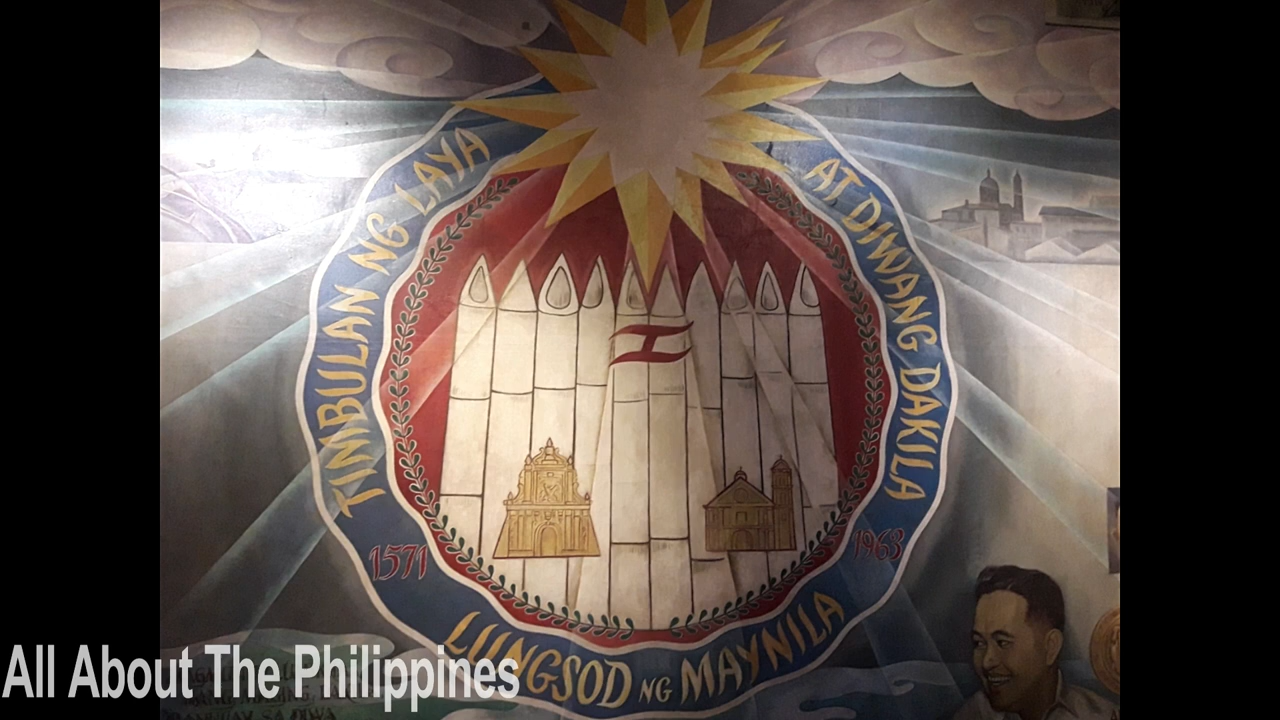 TIMBULAN NG LAYA
AT DIWANG DAKILA
1571
1963
LUNGSOD NG MAYNILA
All About The Philippines